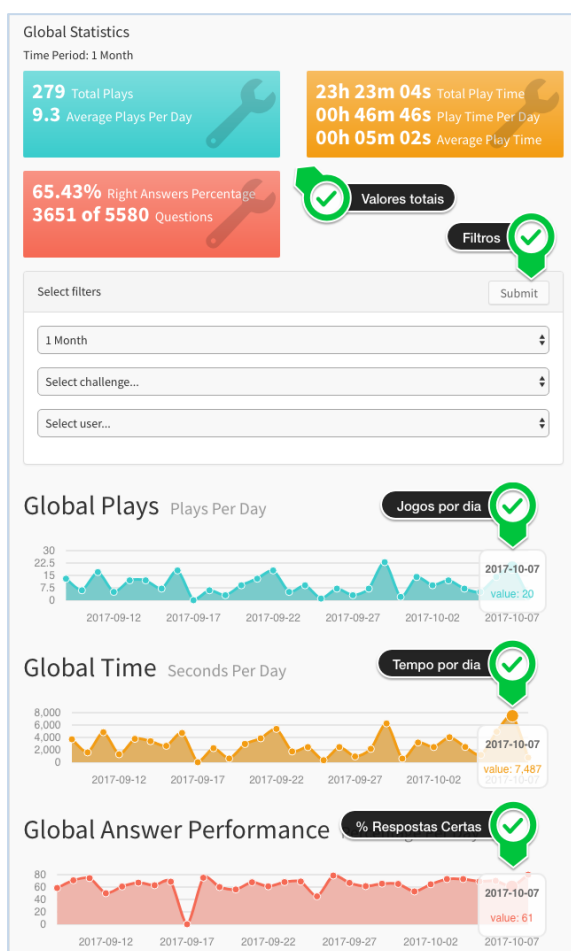 Global Statistics
Time Period: 1 Month
279 Total Plays
9.3 Average Plays Per Day
23h 23m 04s Total Play Time
00h 46m 46s Play Time Per Day
00h 05m 02s Average Play Time
65.43% Right Answers Percentage
3651 of 5580 Questions
Valores totais
Filtros
Select filters
Submit
1 Month
Select challenge...
Select user...
Global Plays Plays Per Day
Jogos por dia
30
22.5
15
7.5
0
2017-10-07
value: 20
2017-09-12 2017-09-17 2017-09-22 2017-09-27 2017-10-02 2017-10-07
Global Time Seconds Per Day
Tempo por dia
8,000
6,000
4,000
2,000
0
2017-10-07
value: 7,487
2017-09-12 2017-09-17 2017-09-22 2017-09-27 2017-10-02 2017-10-07
Global Answer Performance
% Respostas Certas
80
60
40
20
0
2017-10-07
value: 61
2017-09-12 2017-09-17 2017-09-22 2017-09-27 2017-10-02 2017-10-07